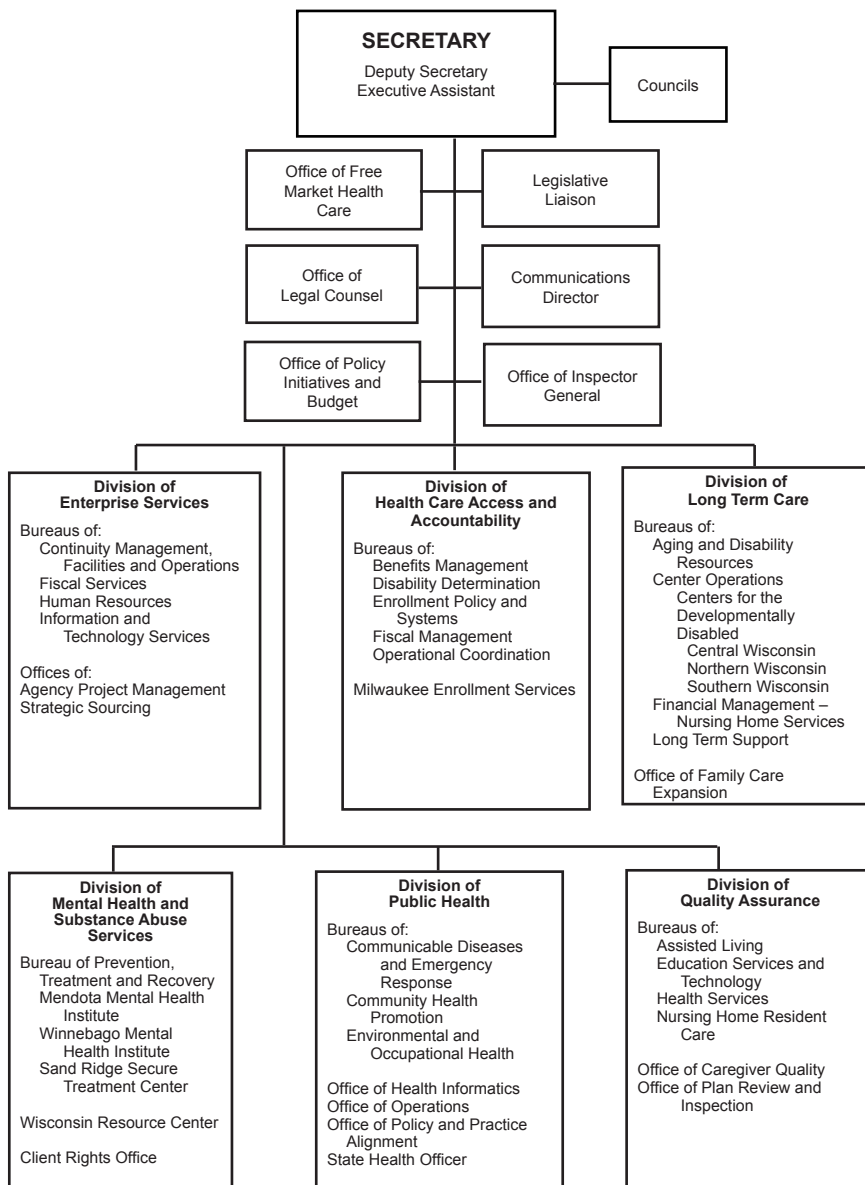 SECRETARY
Deputy Secretary
Executive Assistant
Councils
Office of Free
Market Health
Care
Legislative
Liaison
Office of
Legal Counsel
Communications
Director
Office of Policy
Initiatives and
Budget
Office of Inspector
General
Division of
Enterprise Services
Bureaus of:
Continuity Management,
Facilities and Operations
Fiscal Services
Human Resources
Information and
Technology Services
Offices of:
Agency Project Management
Strategic Sourcing
Division of
Health Care Access and
Accountability
Bureaus of:
Benefits Management
Disability Determination
Enrollment Policy and
Systems
Fiscal Management
Operational Coordination
Milwaukee Enrollment Services
Division of
Long Term Care
Bureaus of:
Aging and Disability
Resources
Center Operations
Centers for the
Developmentally
Disabled
Central Wisconsin
Northern Wisconsin
Southern Wisconsin
Financial Management –
Nursing Home Services
Long Term Support
Office of Family Care
Expansion
Division of
Mental Health and
Substance Abuse
Services
Bureau of Prevention,
Treatment and Recovery
Mendota Mental Health
Institute
Winnebago Mental
Health Institute
Sand Ridge Secure
Treatment Center
Wisconsin Resource Center
Client Rights Office
Division of
Public Health
Bureaus of:
Communicable Diseases
and Emergency
Response
Community Health
Promotion
Environmental and
Occupational Health
Office of Health Informatics
Office of Operations
Office of Policy and Practice
Alignment
State Health Officer
Division of
Quality Assurance
Bureaus of:
Assisted Living
Education Services and
Technology
Health Services
Nursing Home Resident
Care
Office of Caregiver Quality
Office of Plan Review and
Inspection